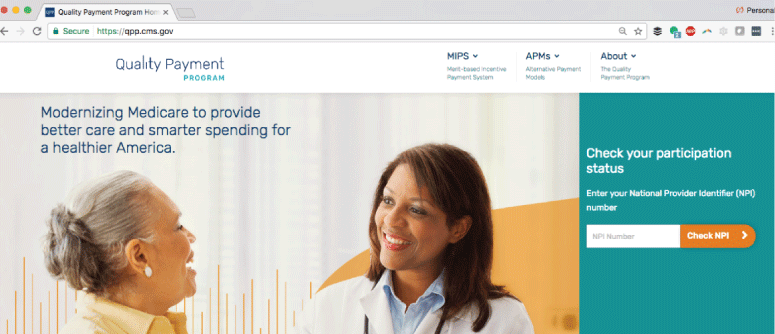 Quality Payment Program Hom
Personal
Secure
https://qpp.cms.gov
Quality Payment
PROGRAM
MIPS
Merit-based Incentive
Payment System
APMs
Alternative Payment
Models
About
The Quality
Payment Program
Modernizing Medicare to provide
better care and smarter spending for
a healthier America.
Check your participation
status
Enter your National Provider Identifier (NPI)
number
NPI Number
Check NPI